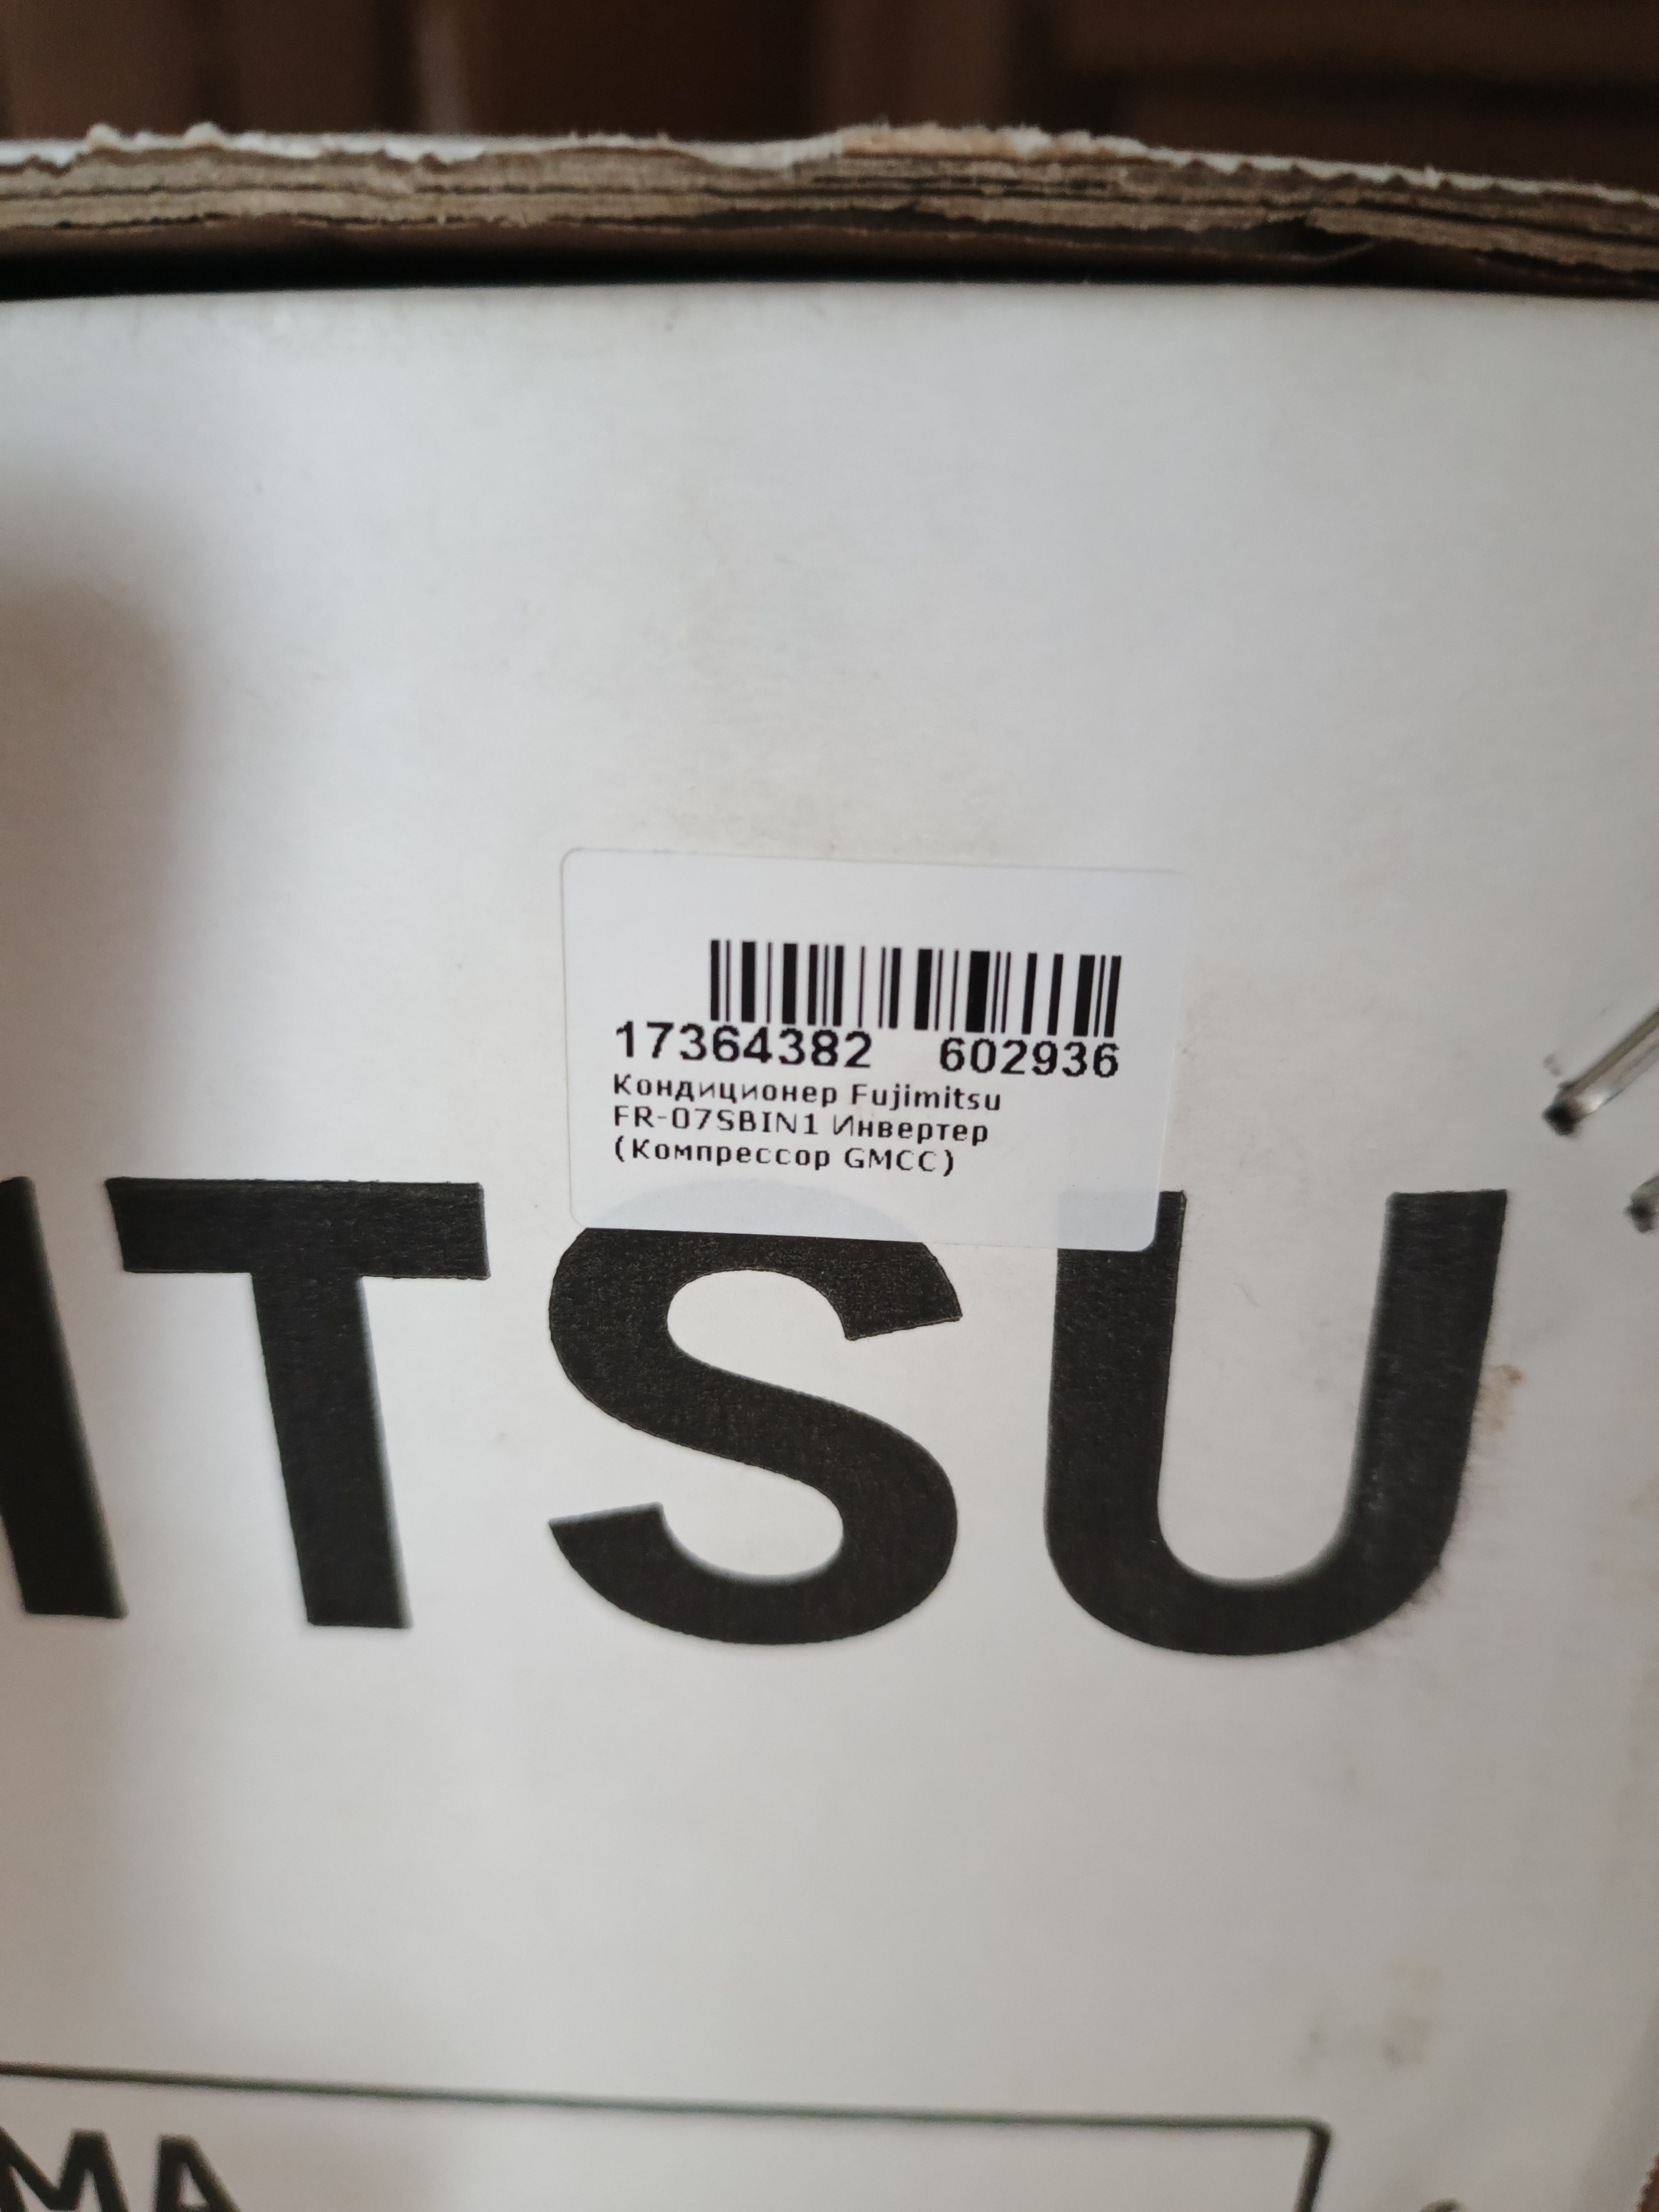 17364382 602936
Кондиционер Fujimitsu
FR-07SBIN1 Инвертер
(Компрессор GMCC)
ITSU
MA